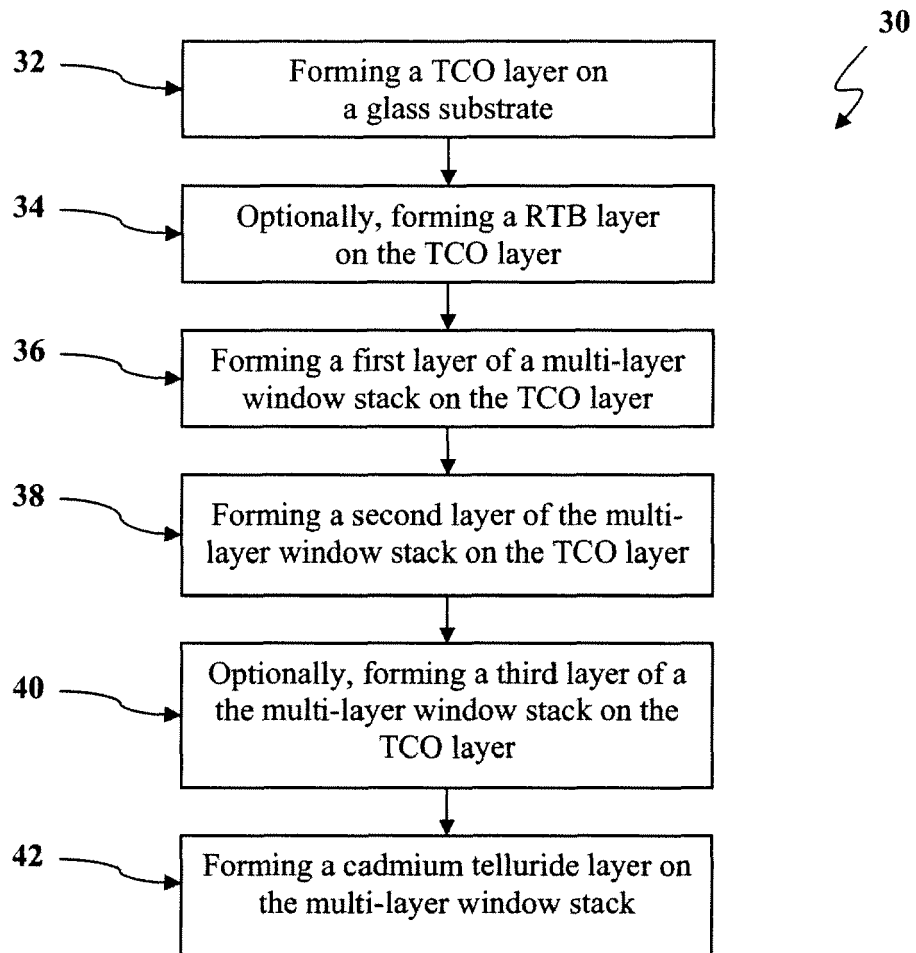 30
32
Forming a TCO layer on
a glass substrate
34
Optionally, forming a RTB layer
on the TCO layer
36
Forming a first layer of a multi-layer
window stack on the TCO layer
38
Forming a second layer of the multi-
layer window stack on the TCO layer
40
Optionally, forming a third layer of a
the multi-layer window stack on the
TCO layer
42
Forming a cadmium telluride layer on
the multi-layer window stack